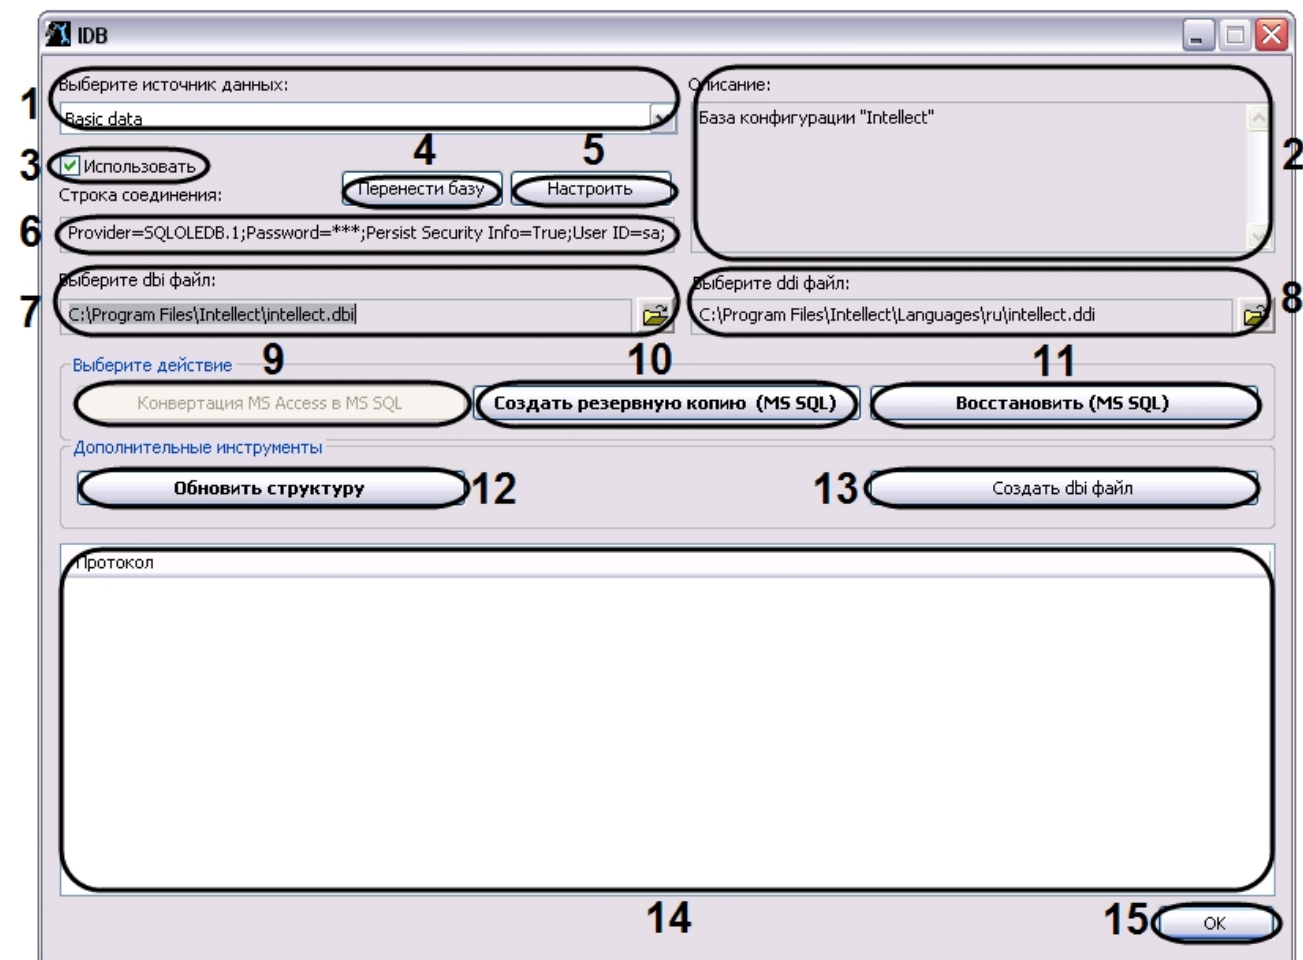 IDB
Выберите источник данных:
Описание:
1
Basic data
База конфигурации "Intellect"
2
3
Использовать
4
5
Перенести базу
Настроить
Строка соединения:
6
Provider=SQLOLEDB.1;Password=***;Persist Security Info=True;User ID=sa;
Выберите dbi файл:
Выберите ddi файл:
7
C:\Program Files\Intellect\intellect.dbi
C:\Program Files\Intellect\Languages\ru\intellect.ddi
8
Выберите действие
9
10
11
Конвертация MS Access в MS SQL
Создать резервную копию (MS SQL)
Восстановить (MS SQL)
Дополнительные инструменты
Обновить структуру
12
13
Создать dbi файл
Протокол
14
15
OK